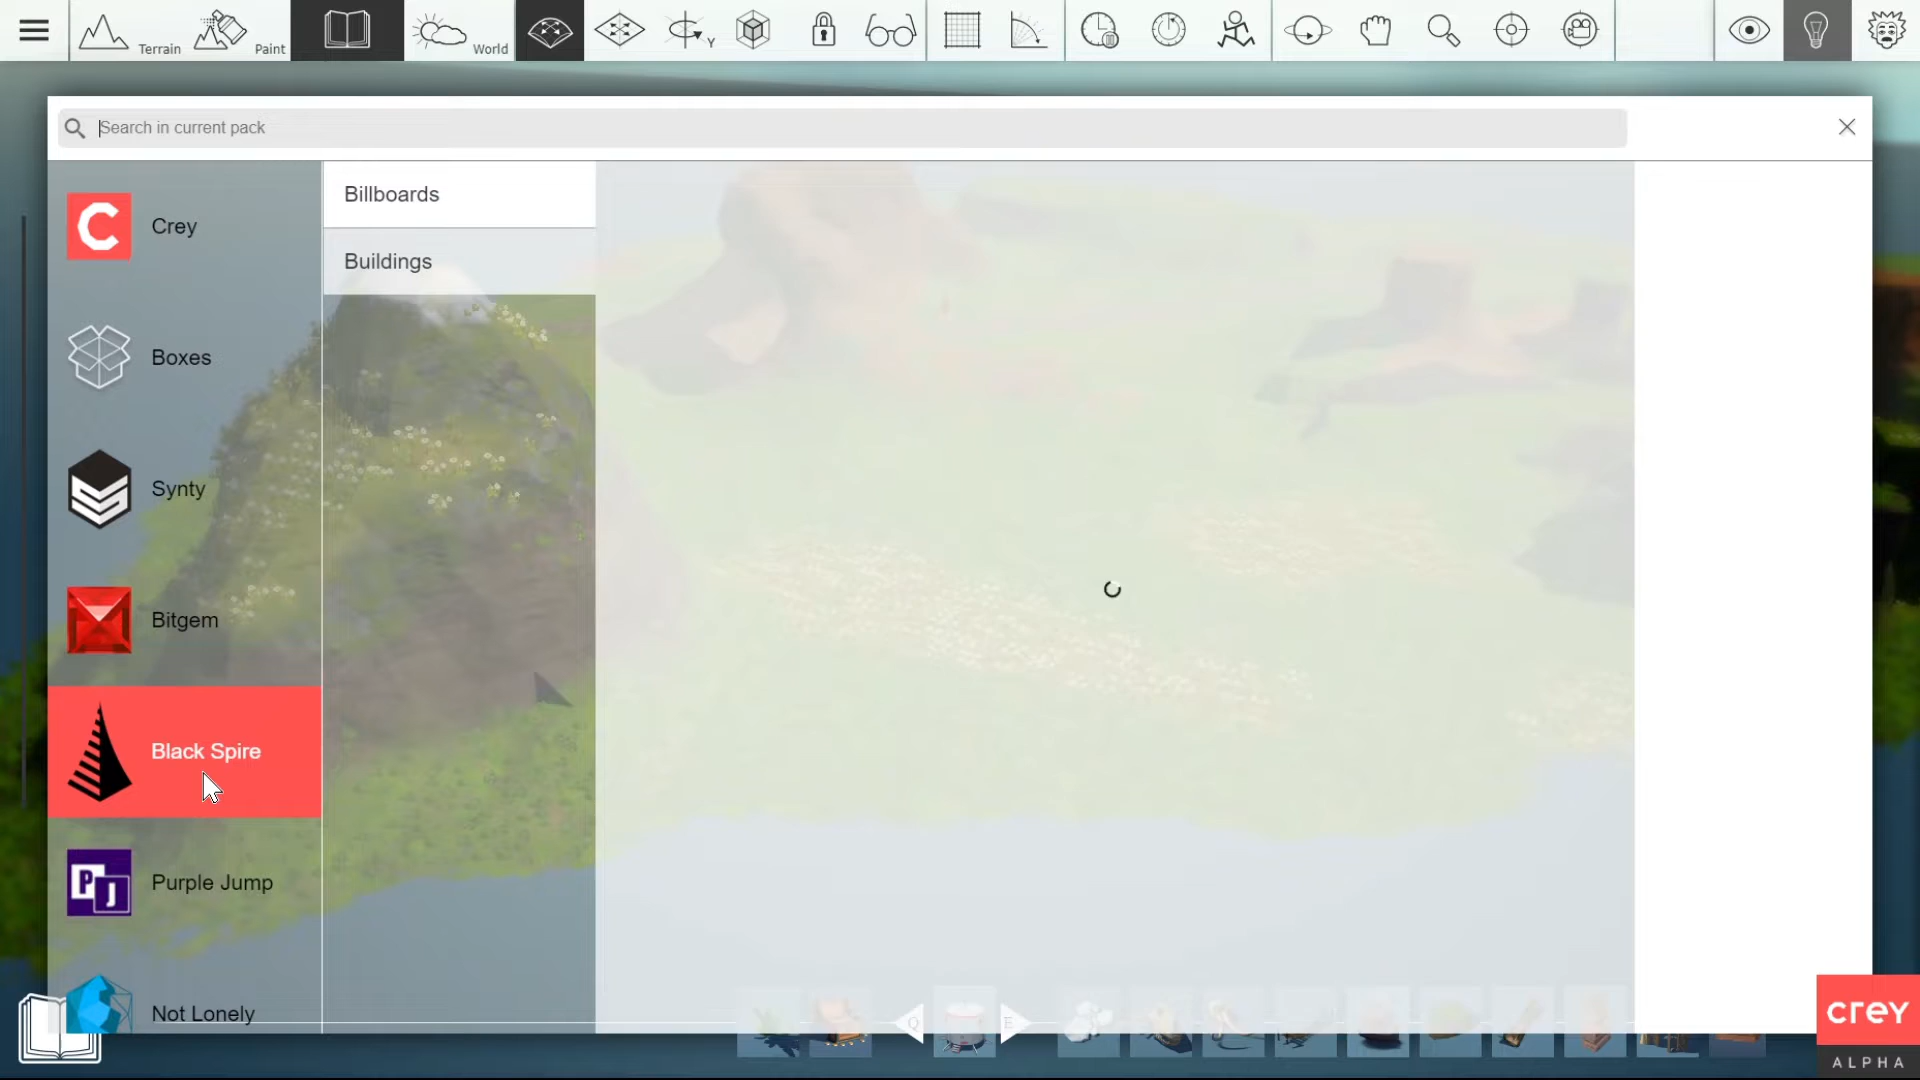 Terrain
Paint
World
Y
Search in current pack
Crey
Boxes
Synty
Bitgem
Black Spire
Purple Jump
Not Lonely
Billboards
Buildings
PJ
Q
E
crey
ALPHA